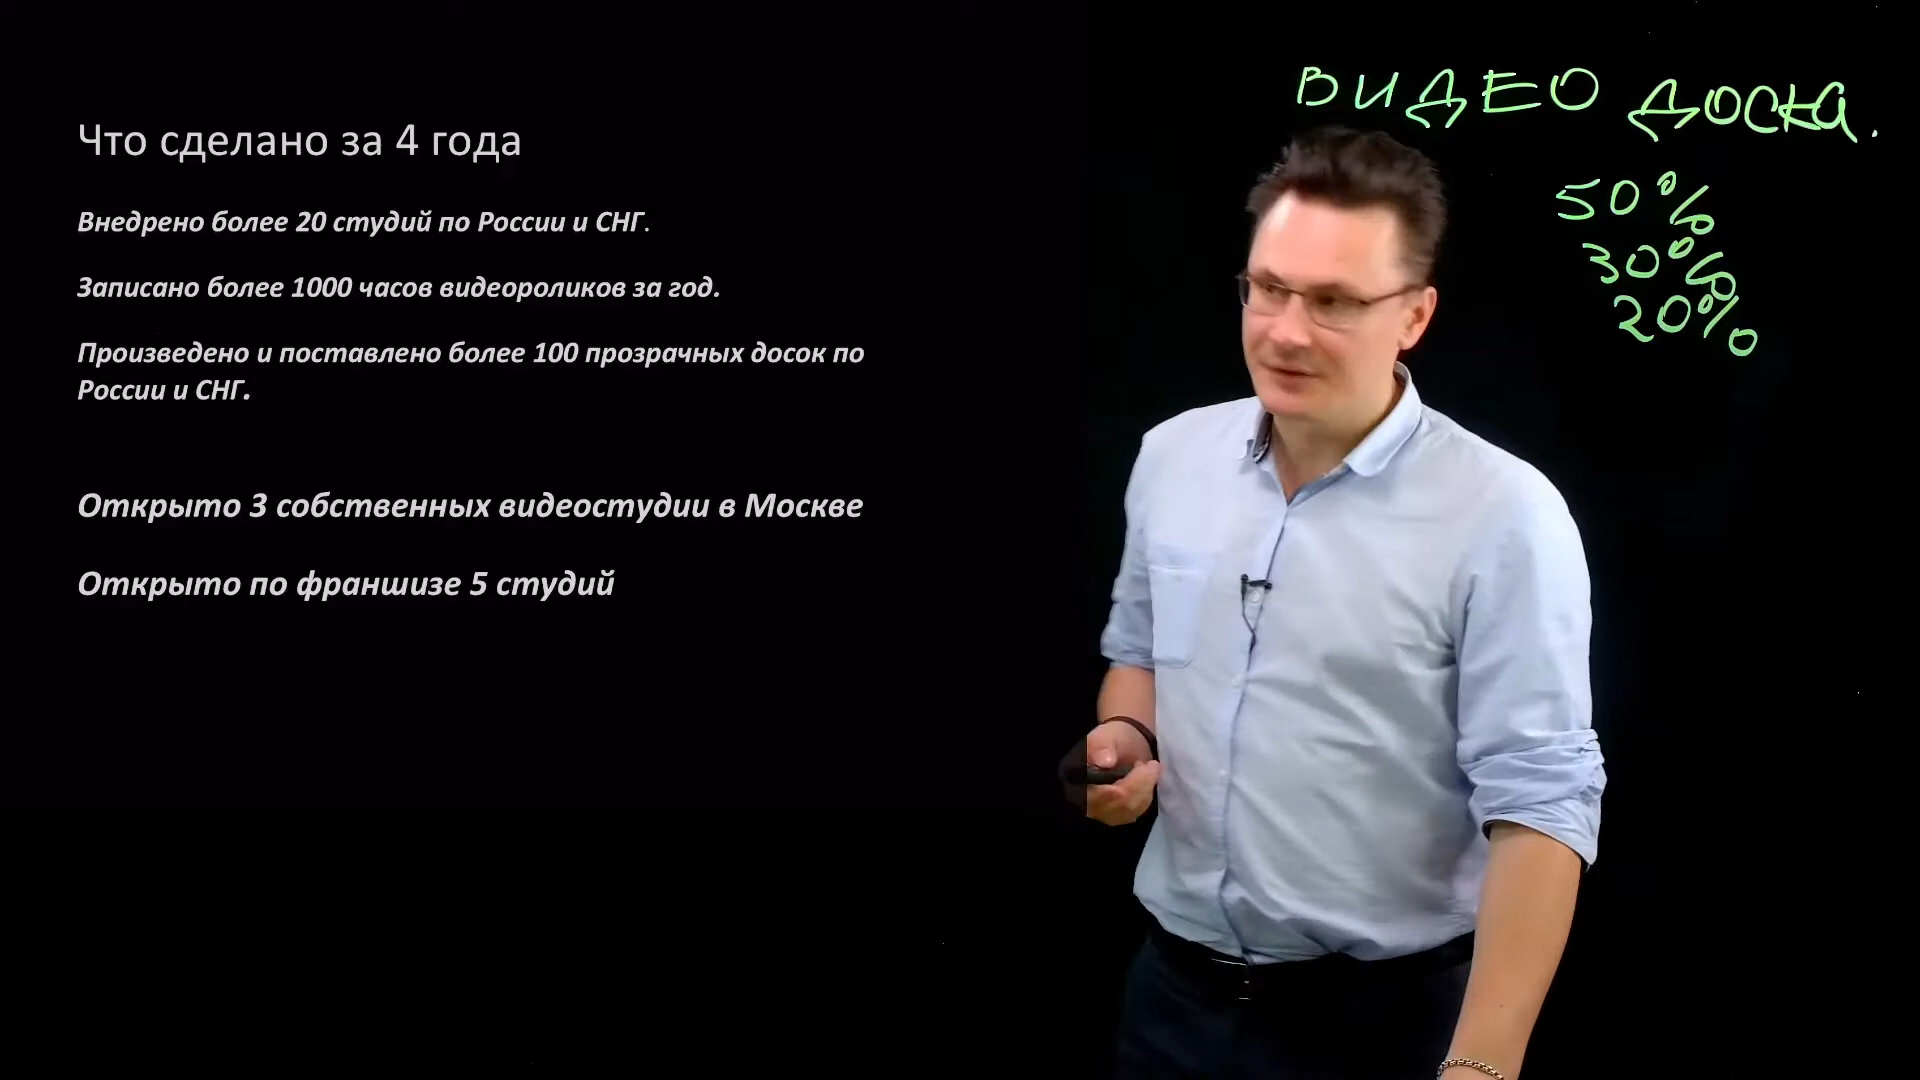 Что сделано за 4 года
Внедрено более 20 студий по России и СНГ.
Записано более 1000 часов видеороликов за год.
Произведено и поставлено более 100 прозрачных досок по
России и СНГ.
Открыто 3 собственных видеостудии в Москве
Открыто по франшизе 5 студий
ВИДЕО ДОСКА.
50%
30%
20%